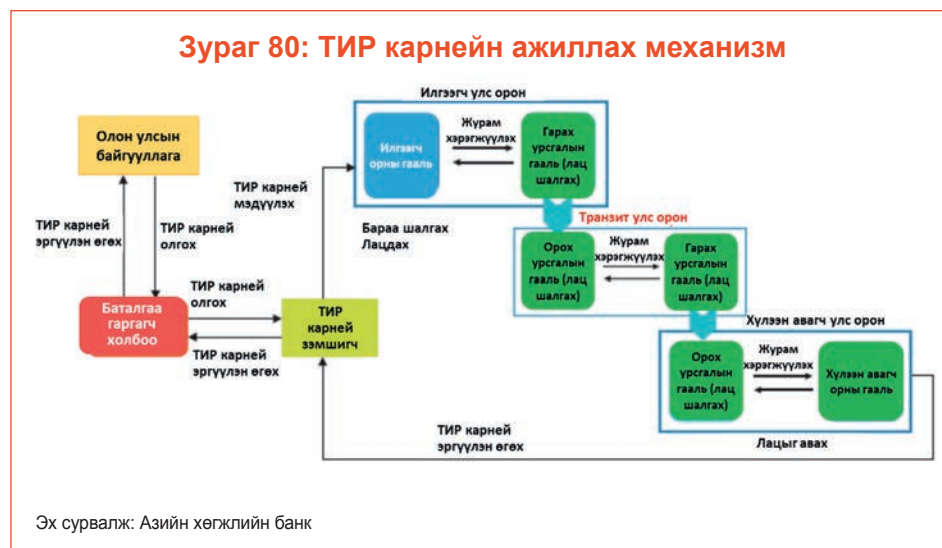 Зураг 80: ТИР карнейн ажиллах механизм
Илгээгч улс орон
Олон улсын
байгууллага
Илгээгч
орны гааль
Журам
хэрэгжүүлэх
Гарах
урсгалын
гааль (лац
шалгах)
ТИР карней
мэдүүлэх
ТИР карней
эргүүлэн өгөх
ТИР карней
олгох
Бараа шалгах
Лацдах
Транзит улс орон
Орох
урсгалын
гааль (лац
шалгах)
Журам
хэрэгжүүлэх
Гарах
урсгалын
гааль (лац
шалгах)
Баталгаа
гаргагч
холбоо
ТИР карней
олгох
ТИР карней
эргүүлэн өгөх
ТИР
карней
зэмшигч
Хүлээн авагч улс орон
Орох
урсгалын
гааль (лац
шалгах)
Журам
хэрэгжүүлэх
Хүлээн авагч
орны гааль
ТИР карней
эргүүлэн өгөх
Лацыг авах
Эх сурвалж: Азийн хөгжлийн банк